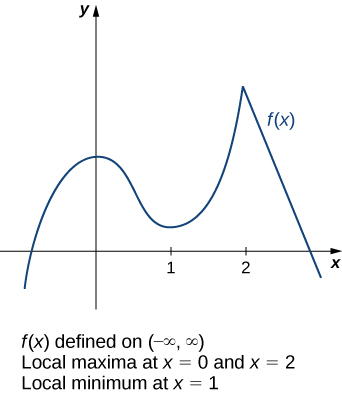 y
f(x)
x
1
2
f(x) defined on (−∞, ∞)
Local maxima at x = 0 and x = 2
Local minimum at x = 1